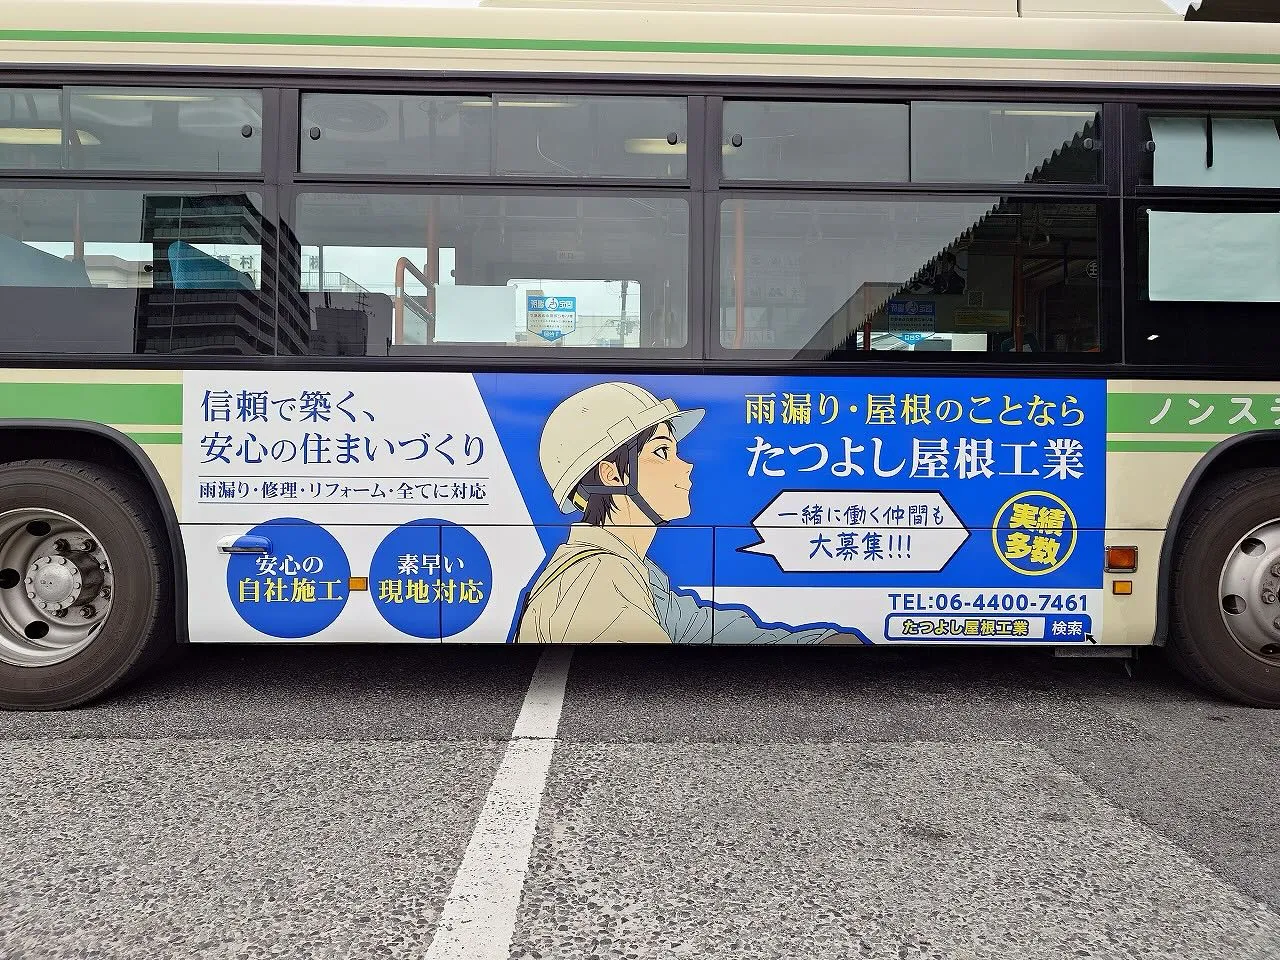 信頼で築く、
安心の住まいづくり
雨漏り・修理・リフォーム・全てに対応
安心の
自社施工
素早い
現地対応
雨漏り・屋根のことなら
たつよし屋根工業
一緒に働く仲間も
大募集!!!
実績
多数
TEL:06-4400-7461
たつよし屋根工業 検索
ノンス